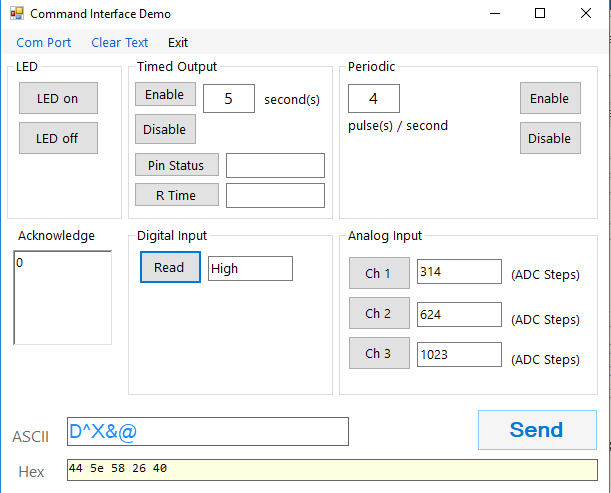 Command Interface Demo
Com Port Clear Text Exit
LED
LED on
LED off
Timed Output
Enable 5 second(s)
Disable
Pin Status
R Time
Periodic
4 Enable
pulse(s) / second
Disable
Acknowledge
0
Digital Input
Read High
Analog Input
Ch 1 314 (ADC Steps)
Ch 2 624 (ADC Steps)
Ch 3 1023 (ADC Steps)
ASCII D^X&@ Send
Hex 44 5e 58 26 40